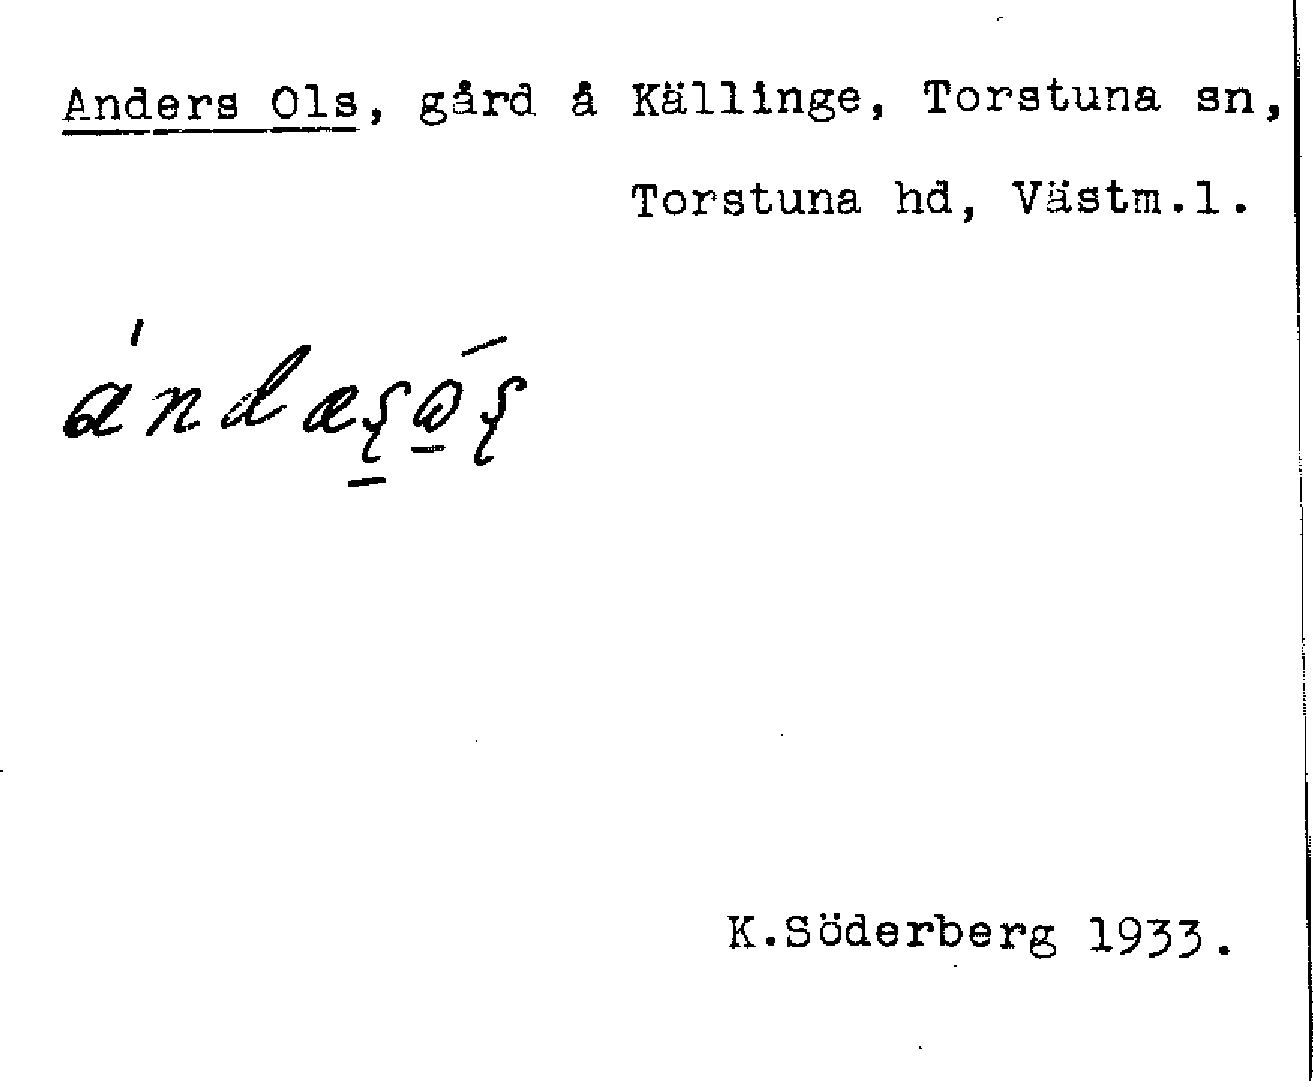 Anders Ols, gård å Källinge, Torstuna sn,
Torstuna hd, Västm.l.
K.Söderberg 1933.